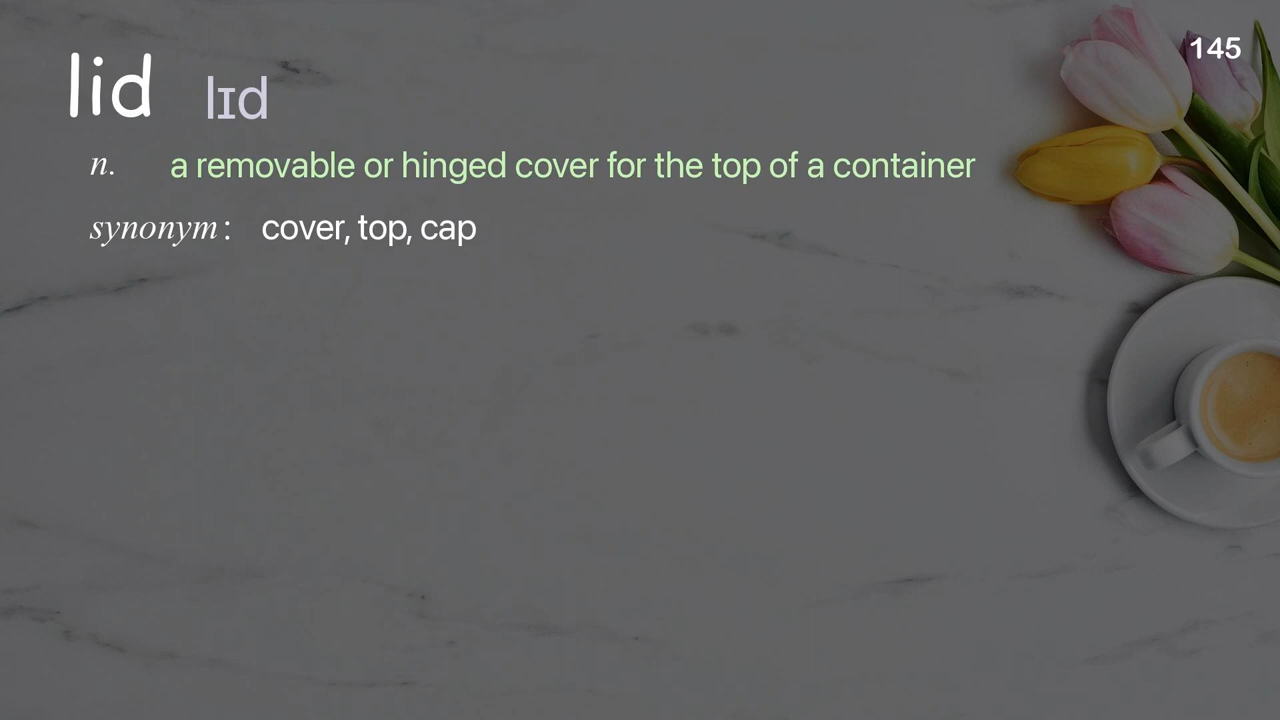 145
lid lɪd
n. a removable or hinged cover for the top of a container
synonym : cover, top, cap